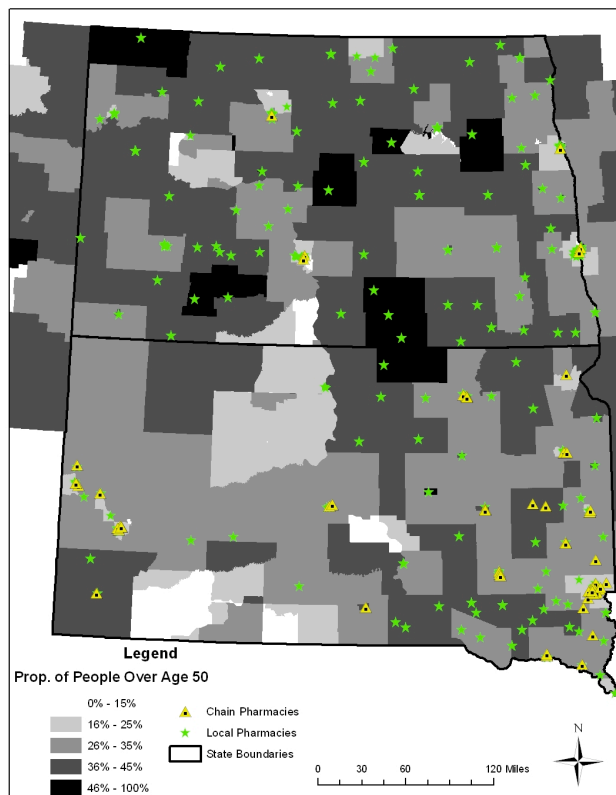 Legend
Prop. of People Over Age 50
0% - 15%
16% - 25%
26% - 35%
36% - 45%
46% - 100%
Chain Pharmacies
Local Pharmacies
State Boundaries
N
0 30 60 120 Miles